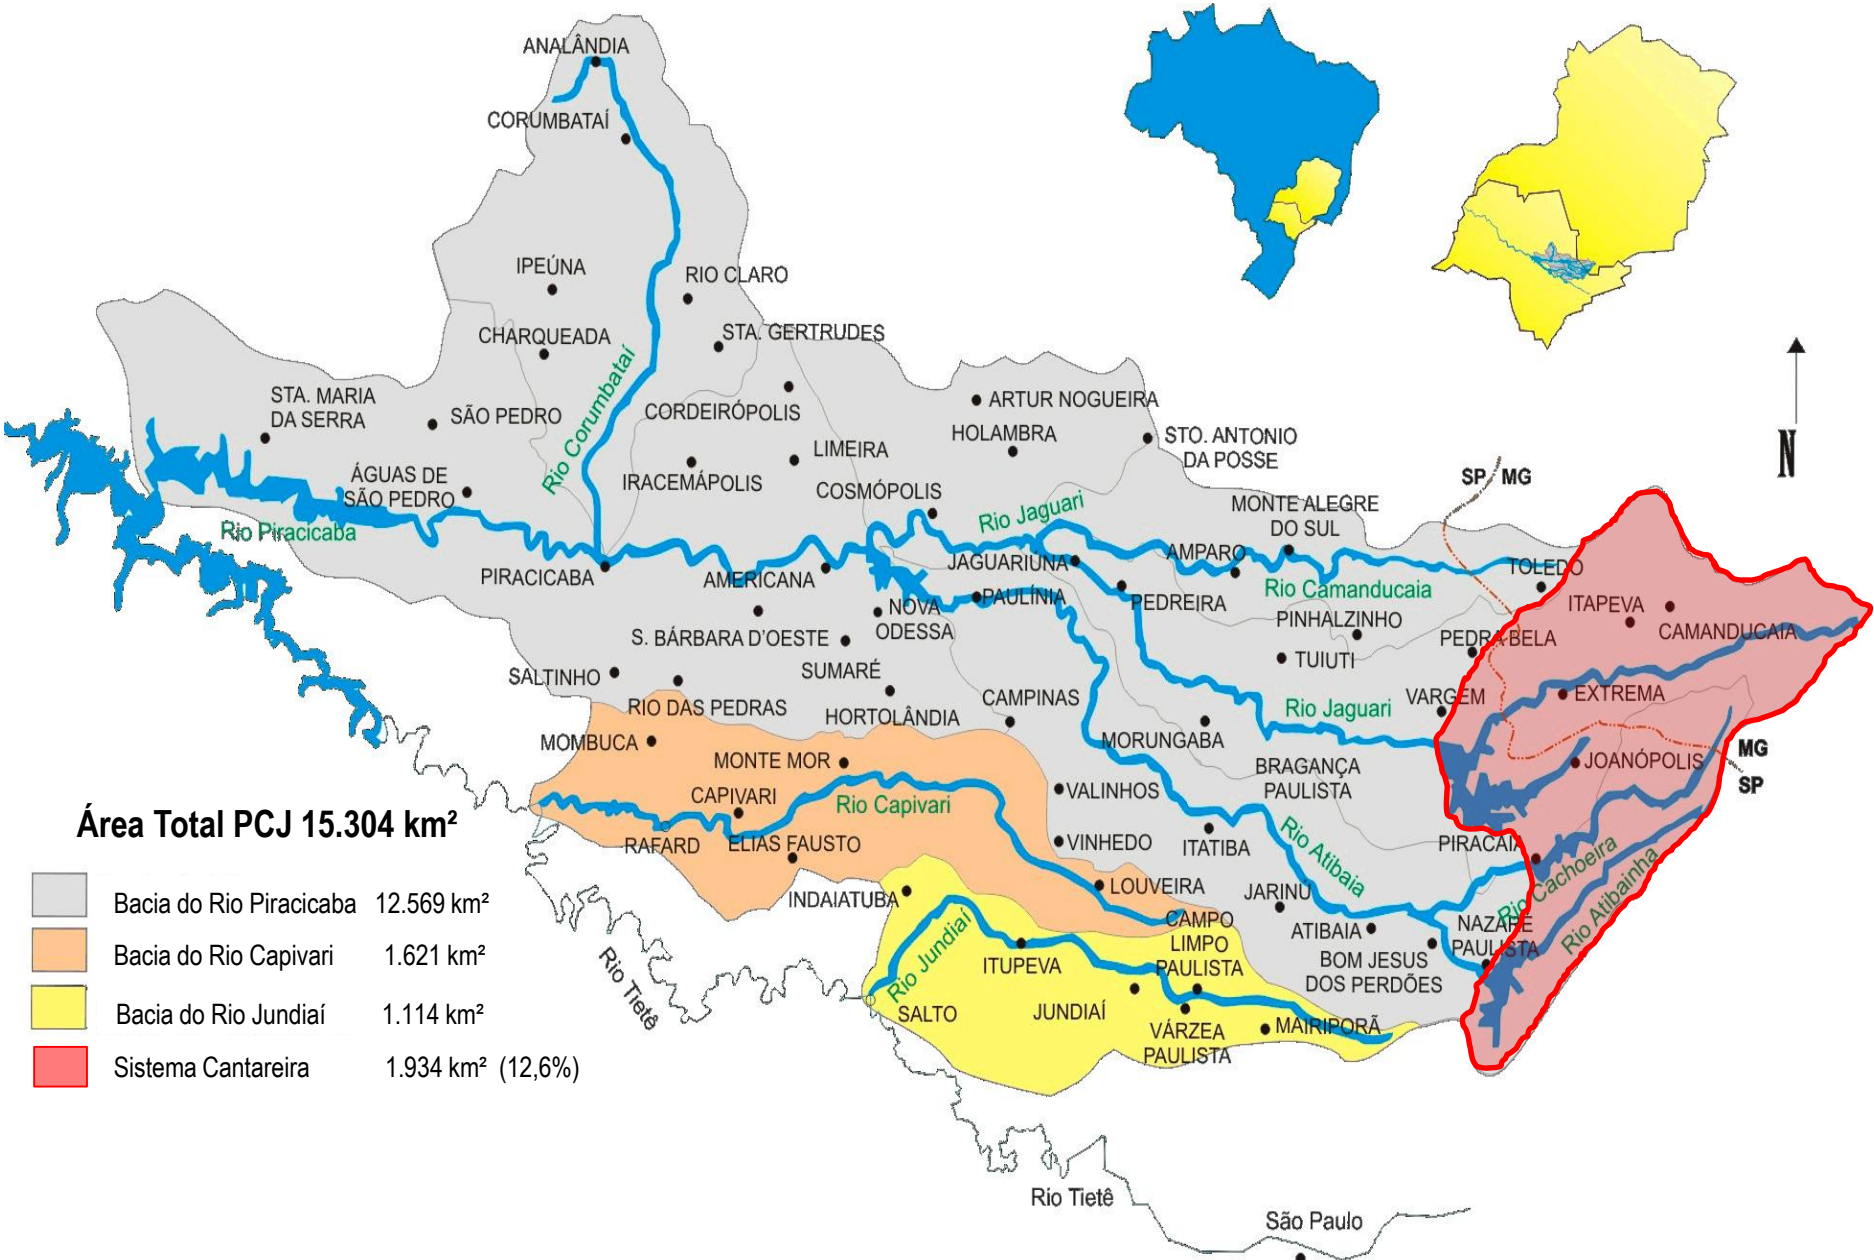 ANALÂNDIA
CORUMBATAÍ
IPEÚNA
RIO CLARO
CHARQUEADA
STA. GERTRUDES
Rio Corumbataí
STA. MARIA
DA SERRA
SÃO PEDRO
CORDEIRÓPOLIS
ARTUR NOGUEIRA
HOLAMBRA
STO. ANTONIO
DA POSSE
N
LIMEIRA
IRACEMÁPOLIS
ÁGUAS DE
SÃO PEDRO
COSMÓPOLIS
SP
MG
Rio Piracicaba
Rio Jaguari
MONTE ALEGRE
DO SUL
PIRACICABA
AMERICANA
JAGUARIÚNA
AMPARO
TOLEDO
PAULÍNIA
PEDREIRA
Rio Camanducaia
ITAPEVA
NOVA
ODESSA
PINHALZINHO
CAMANDUCAIA
S. BÁRBARA D'OESTE
PEDRA BELA
SUMARÉ
TUIUTI
SALTINHO
RIO DAS PEDRAS
HORTOLÂNDIA
CAMPINAS
Rio Jaguari
VARGEM
EXTREMA
MOMBUCA
MORUNGABA
MG
SP
MONTE MOR
BRAGANÇA
PAULISTA
JOANÓPOLIS
CAPIVARI
Rio Capivari
VALINHOS
RAFARD
ELIAS FAUSTO
VINHEDO
ITATIBA
Rio Atibaia
PIRACAIA
Rio Cachoeira
Rio Atibainha
INDAIATUBA
LOUVEIRA
JARINÚ
CAMPO
LIMPO
PAULISTA
ATIBAIA
NAZARÉ
PAULISTA
BOM JESUS
DOS PERDÕES
Rio Jundiaí
ITUPEVA
SALTO
JUNDIAÍ
VÁRZEA
PAULISTA
MAIRIPORÃ
Rio Tietê
Área Total PCJ 15.304 km²
Bacia do Rio Piracicaba 12.569 km²
Bacia do Rio Capivari 1.621 km²
Bacia do Rio Jundiaí 1.114 km²
Sistema Cantareira 1.934 km² (12,6%)
Rio Tietê
São Paulo